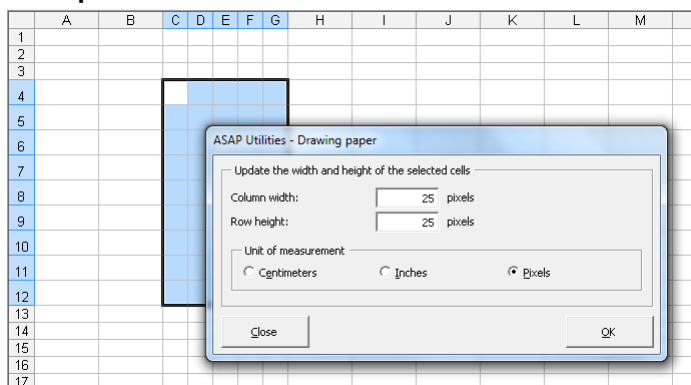 A B C D E F G H I J K L M
1
2
3
4
5
6
7
8
9
10
11
12
13
14
15
16
17
ASAP Utilities - Drawing paper
Update the width and height of the selected cells
Column width: 25 pixels
Row height: 25 pixels
Unit of measurement
Centimeters Inches Pixels
Close OK